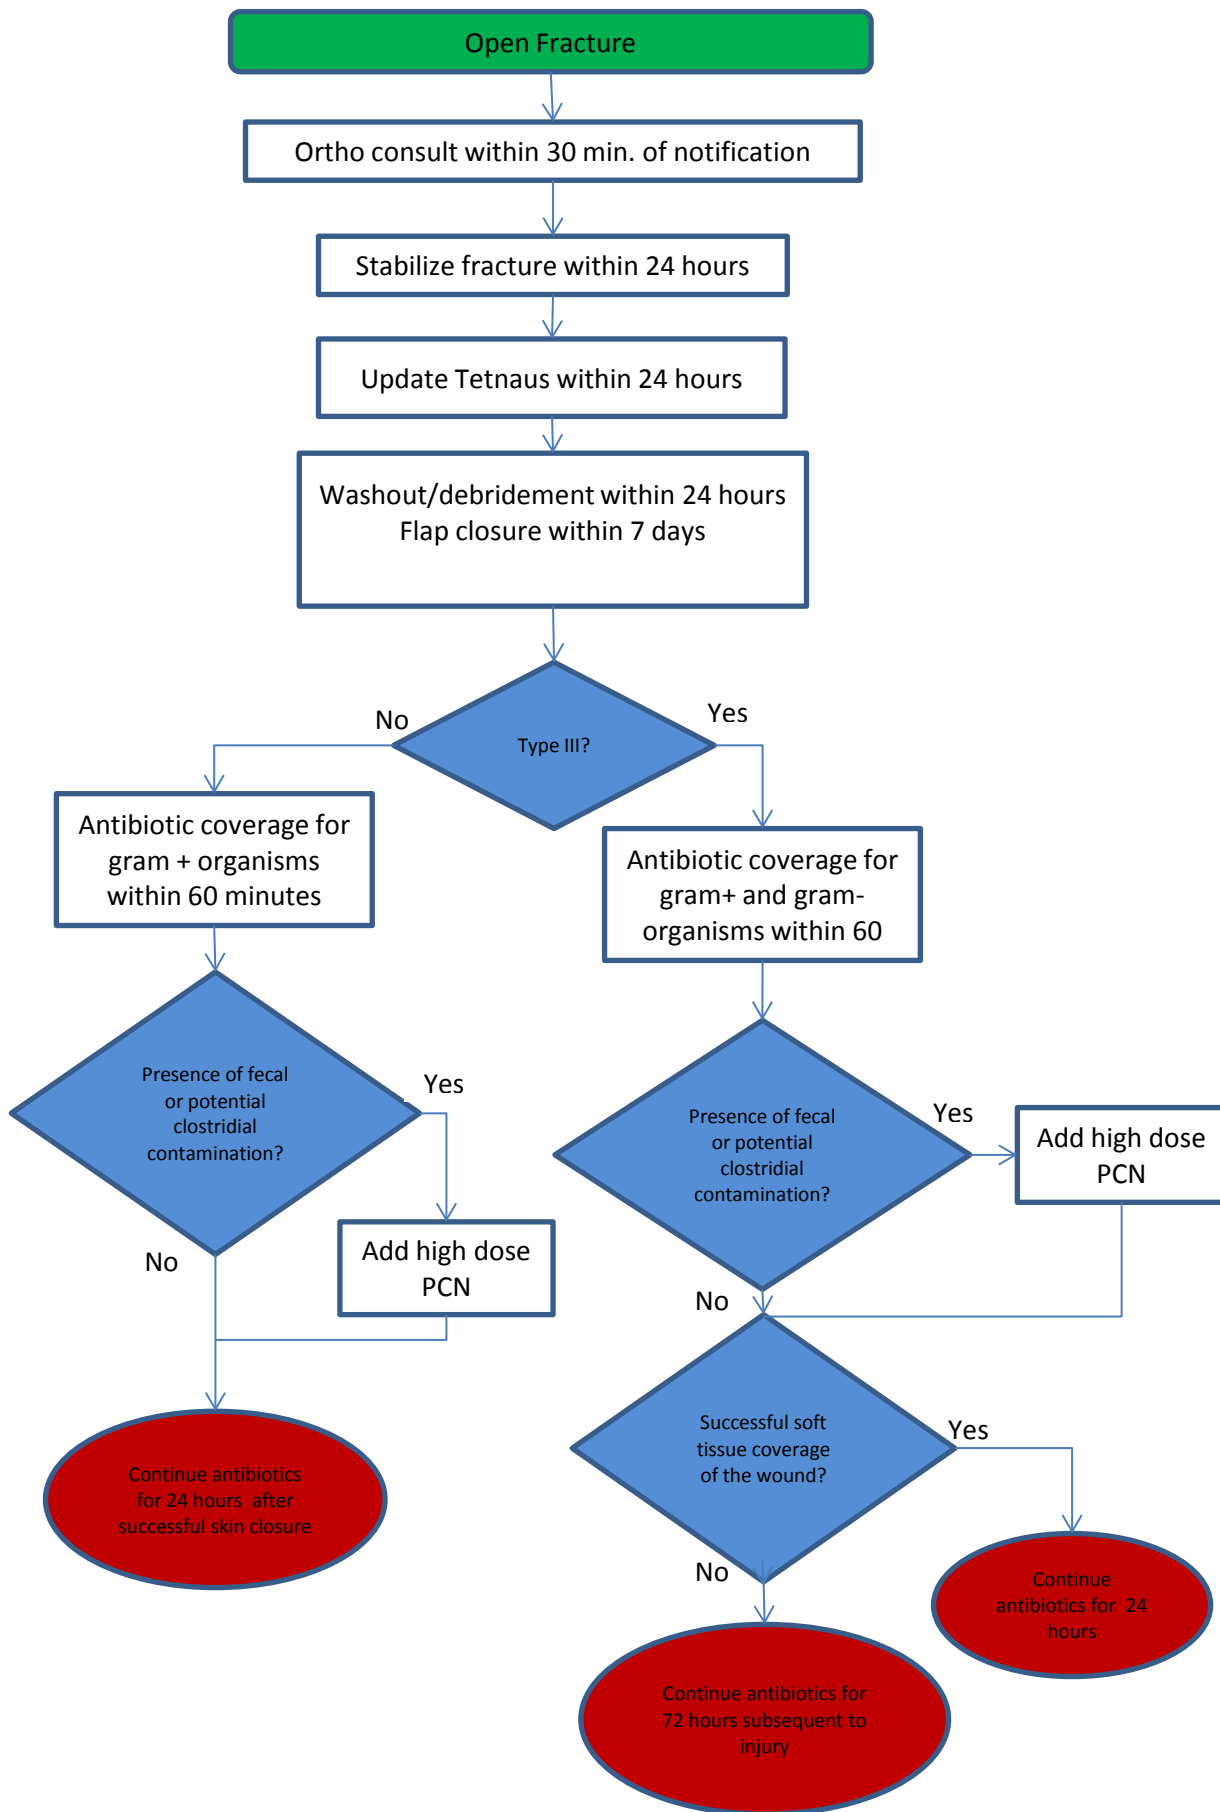 Open Fracture
Ortho consult within 30 min. of notification
Stabilize fracture within 24 hours
Update Tetnaus within 24 hours
Washout/debridement within 24 hours
Flap closure within 7 days
Type III?
No
Yes
Antibiotic coverage for
gram + organisms
within 60 minutes
Antibiotic coverage for
gram+ and gram-
organisms within 60
Presence of fecal
or potential
clostridial
contamination?
Yes
No
Add high dose
PCN
Presence of fecal
or potential
clostridial
contamination?
Yes
No
Add high dose
PCN
Continue antibiotics
for 24 hours after
successful skin closure
Successful soft
tissue coverage
of the wound?
Yes
No
Continue
antibiotics for 24
hours
Continue antibiotics for
72 hours subsequent to
injury